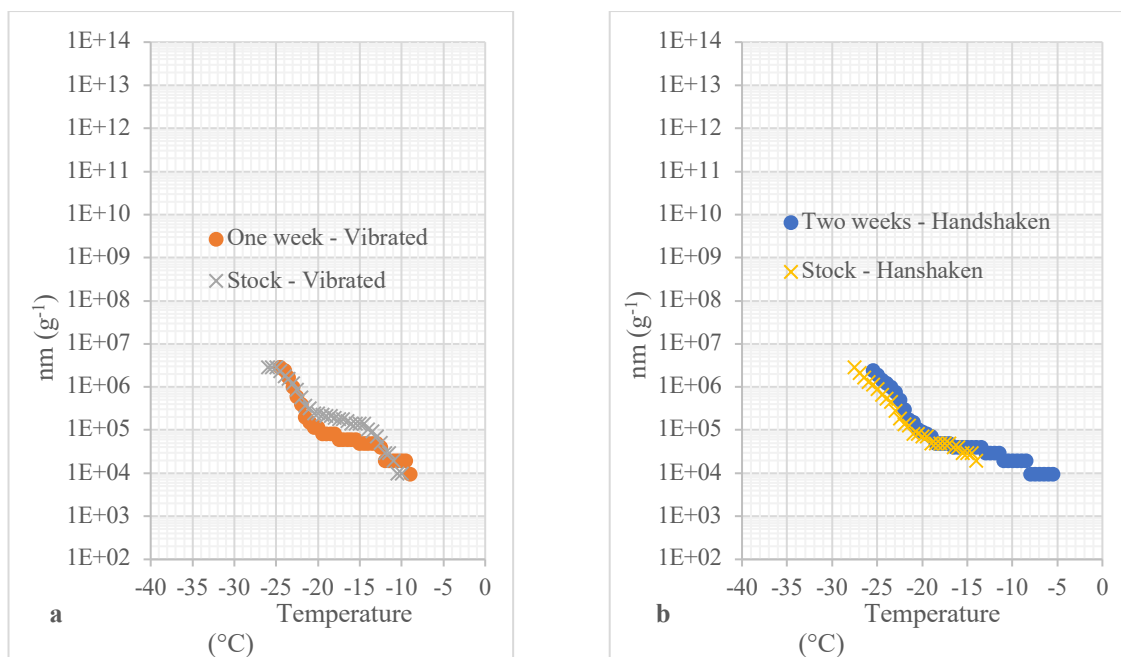 1E+14
1E+13
1E+12
1E+11
1E+10
1E+09
1E+08
1E+07
1E+06
1E+05
1E+04
1E+03
1E+02
nm (g-1)
One week - Vibrated
Stock - Vibrated
-40 -35 -30 -25 -20 -15 -10 -5 0
a Temperature
(°C)
1E+14
1E+13
1E+12
1E+11
1E+10
1E+09
1E+08
1E+07
1E+06
1E+05
1E+04
1E+03
1E+02
nm (g-1)
Two weeks - Handshaken
Stock - Hanshaken
-40 -35 -30 -25 -20 -15 -10 -5 0
b Temperature
(°C)